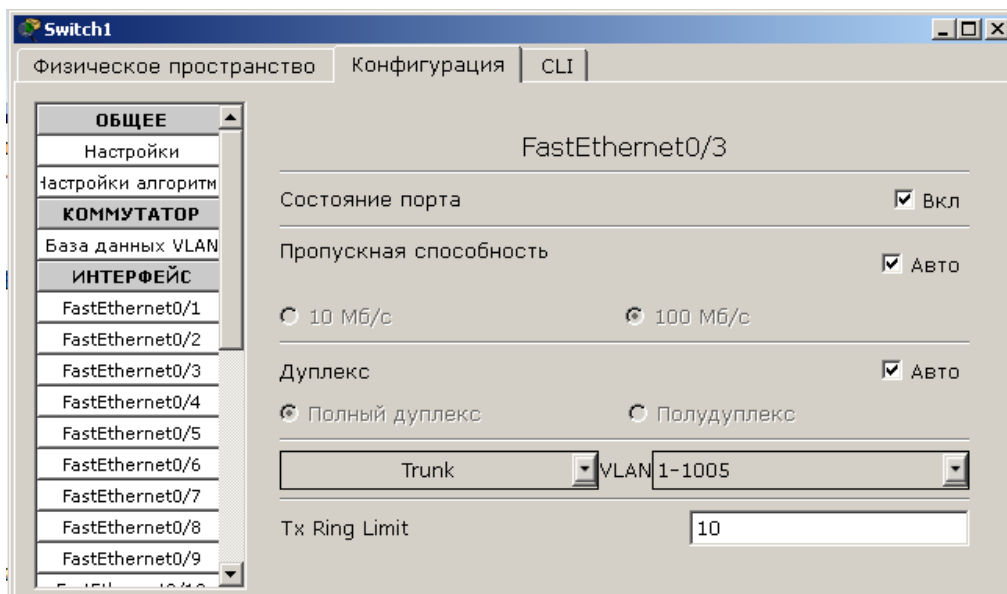 Switch1
Физическое пространство Конфигурация CLI
ОБЩЕЕ
Настройки
Настройки алгоритм
КОММУТАТОР
База данных VLAN
ИНТЕРФЕЙС
FastEthernet0/1
FastEthernet0/2
FastEthernet0/3
FastEthernet0/4
FastEthernet0/5
FastEthernet0/6
FastEthernet0/7
FastEthernet0/8
FastEthernet0/9
FastEthernet0/3
Состояние порта Вкл
Пропускная способность Авто
10 Мб/с 100 Мб/с
Дуплекс Авто
Полный дуплекс Полудуплекс
Trunk VLAN 1-1005
Tx Ring Limit 10